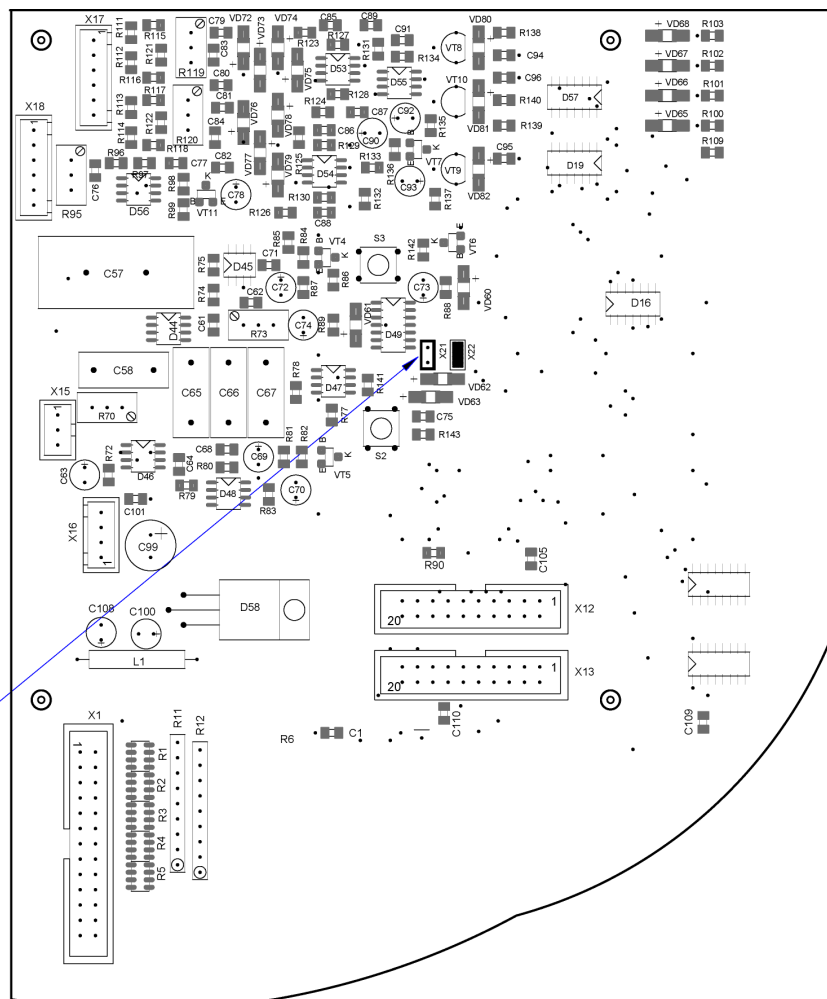 X17
R111
R115
C79
VD72
VD73
VD74
C85
C89
VD80
VD68
R103
R112
R121
C83
R123
R127
R131
C91
VT8
R138
R116
R119
D53
R134
C94
VD67
R102
C80
VD75
D55
VT10
C96
VD66
R101
R117
R113
C81
VD76
R128
C92
R140
D57
R122
R120
VD78
R124
C87
R135
VD81
VD65
R100
X18
R114
C84
C86
C90
R139
R118
R129
VT7
R109
R96
R97
C77
C82
VD77
VD79
R125
D54
R133
R136
C95
D19
R95
C76
D56
R98
K
B
E
VT11
C78
R130
C93
VT9
R99
R126
C88
R132
R137
VD82
C57
R75
D45
C71
R85
R84
B
E
K
VT4
S3
R142
B
E
K
VT6
R74
C62
C72
R87
R86
C73
R88
VD60
D16
D44
C61
R73
C74
R89
VD61
D49
X21
X22
C58
C65
C66
C67
R78
D47
R141
VD62
VD63
X15
1
R70
R77
C75
R143
S2
C63
R72
D46
C64
C68
R80
C69
R81
R82
B
E
K
VT5
R79
D48
R83
C70
C101
X16
1
C99
R90
C105
C108
C100
D58
20
1
X12
L1
20
1
X13
X1
1
R11
R12
R6
C1
C110
C109
R1
R2
R3
R4
R5